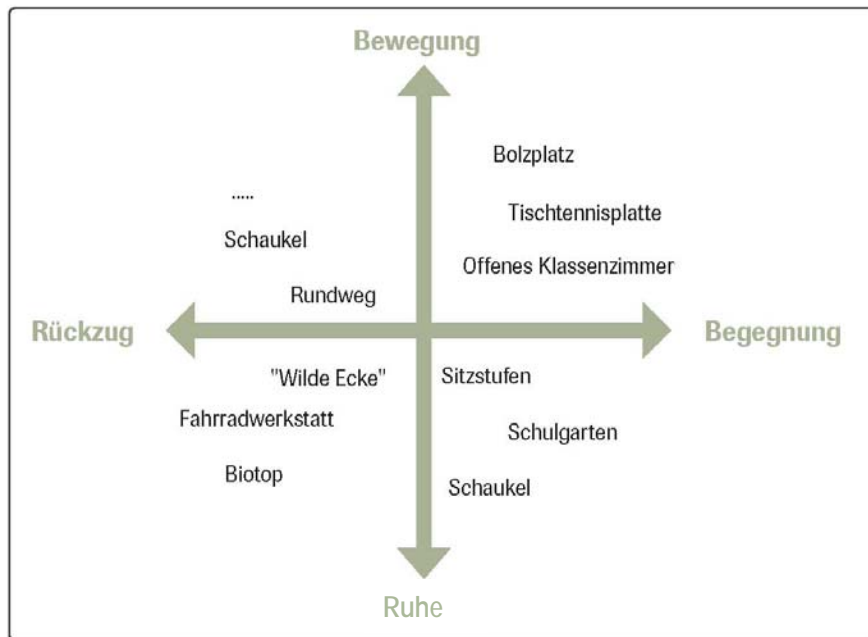 Bewegung
Bolzplatz
.....
Tischtennisplatte
Schaukel
Offenes Klassenzimmer
Rundweg
Rückzug
Begegnung
"Wilde Ecke"
Sitzstufen
Fahrradwerkstatt
Schulgarten
Biotop
Schaukel
Ruhe